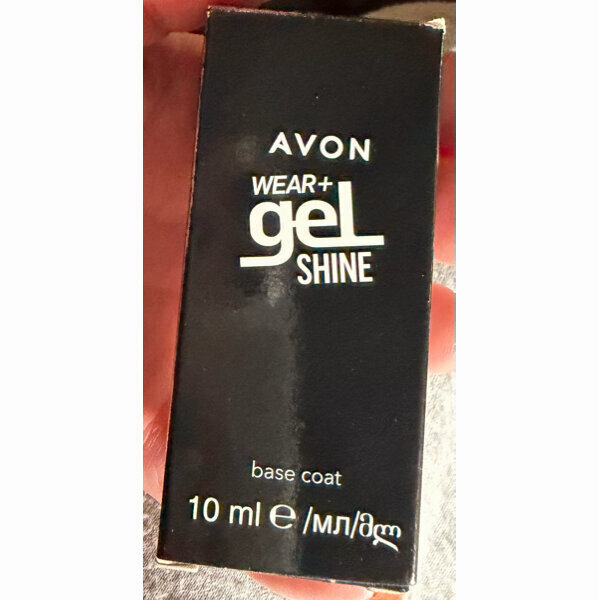 AVON
WEAR+
gel
SHINE
base coat
10 ml ℮/мл/მლ